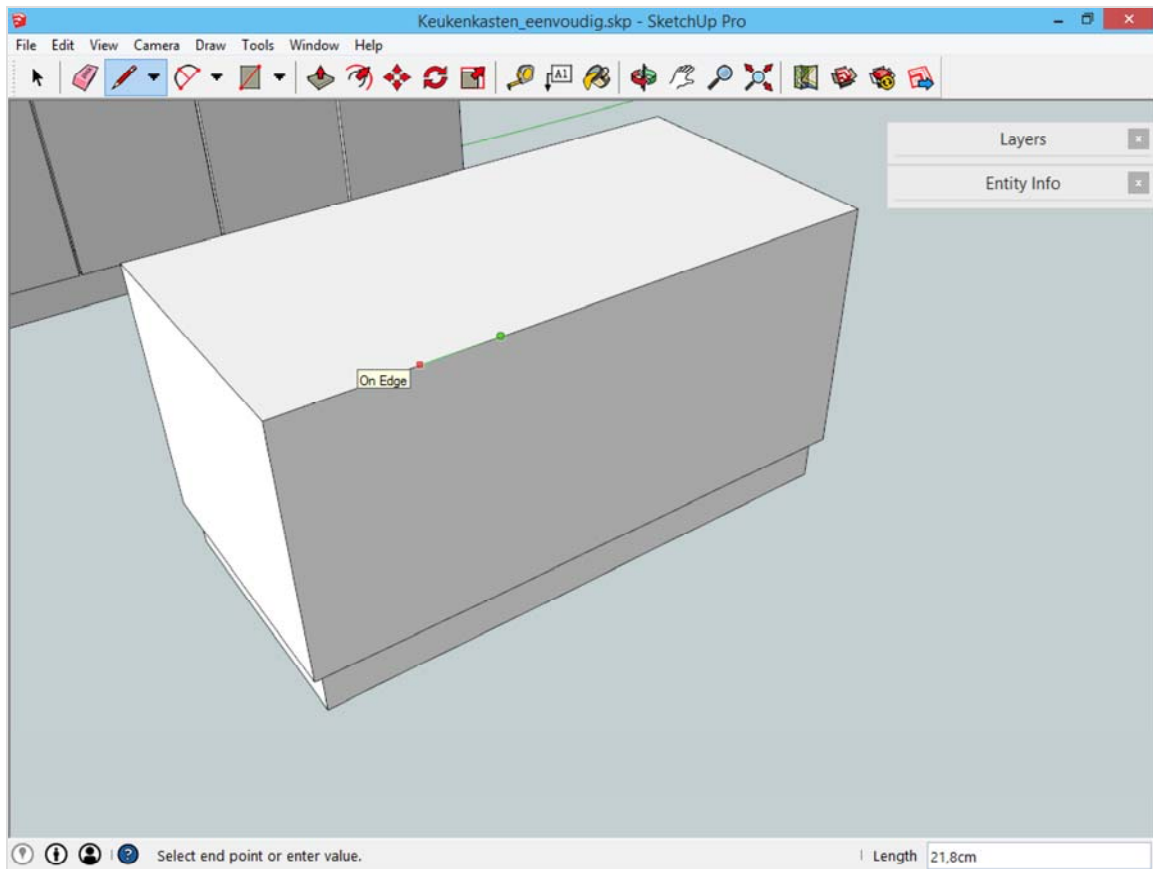 Keukenkasten_eenvoudig.skp - SketchUp Pro
File Edit View Camera Draw Tools Window Help
A1
Layers
Entity Info
On Edge
Select end point or enter value.
Length 21,8cm